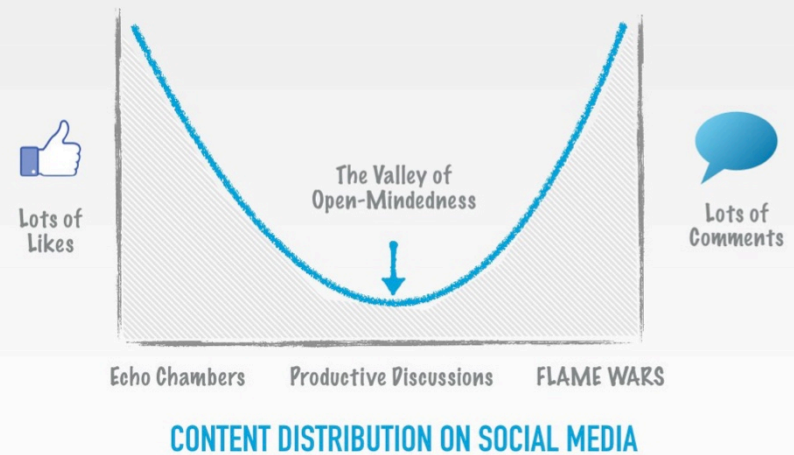 The Valley of
Open-Mindedness
Lots of
Likes
Lots of
Comments
Echo Chambers
Productive Discussions
FLAME WARS
CONTENT DISTRIBUTION ON SOCIAL MEDIA